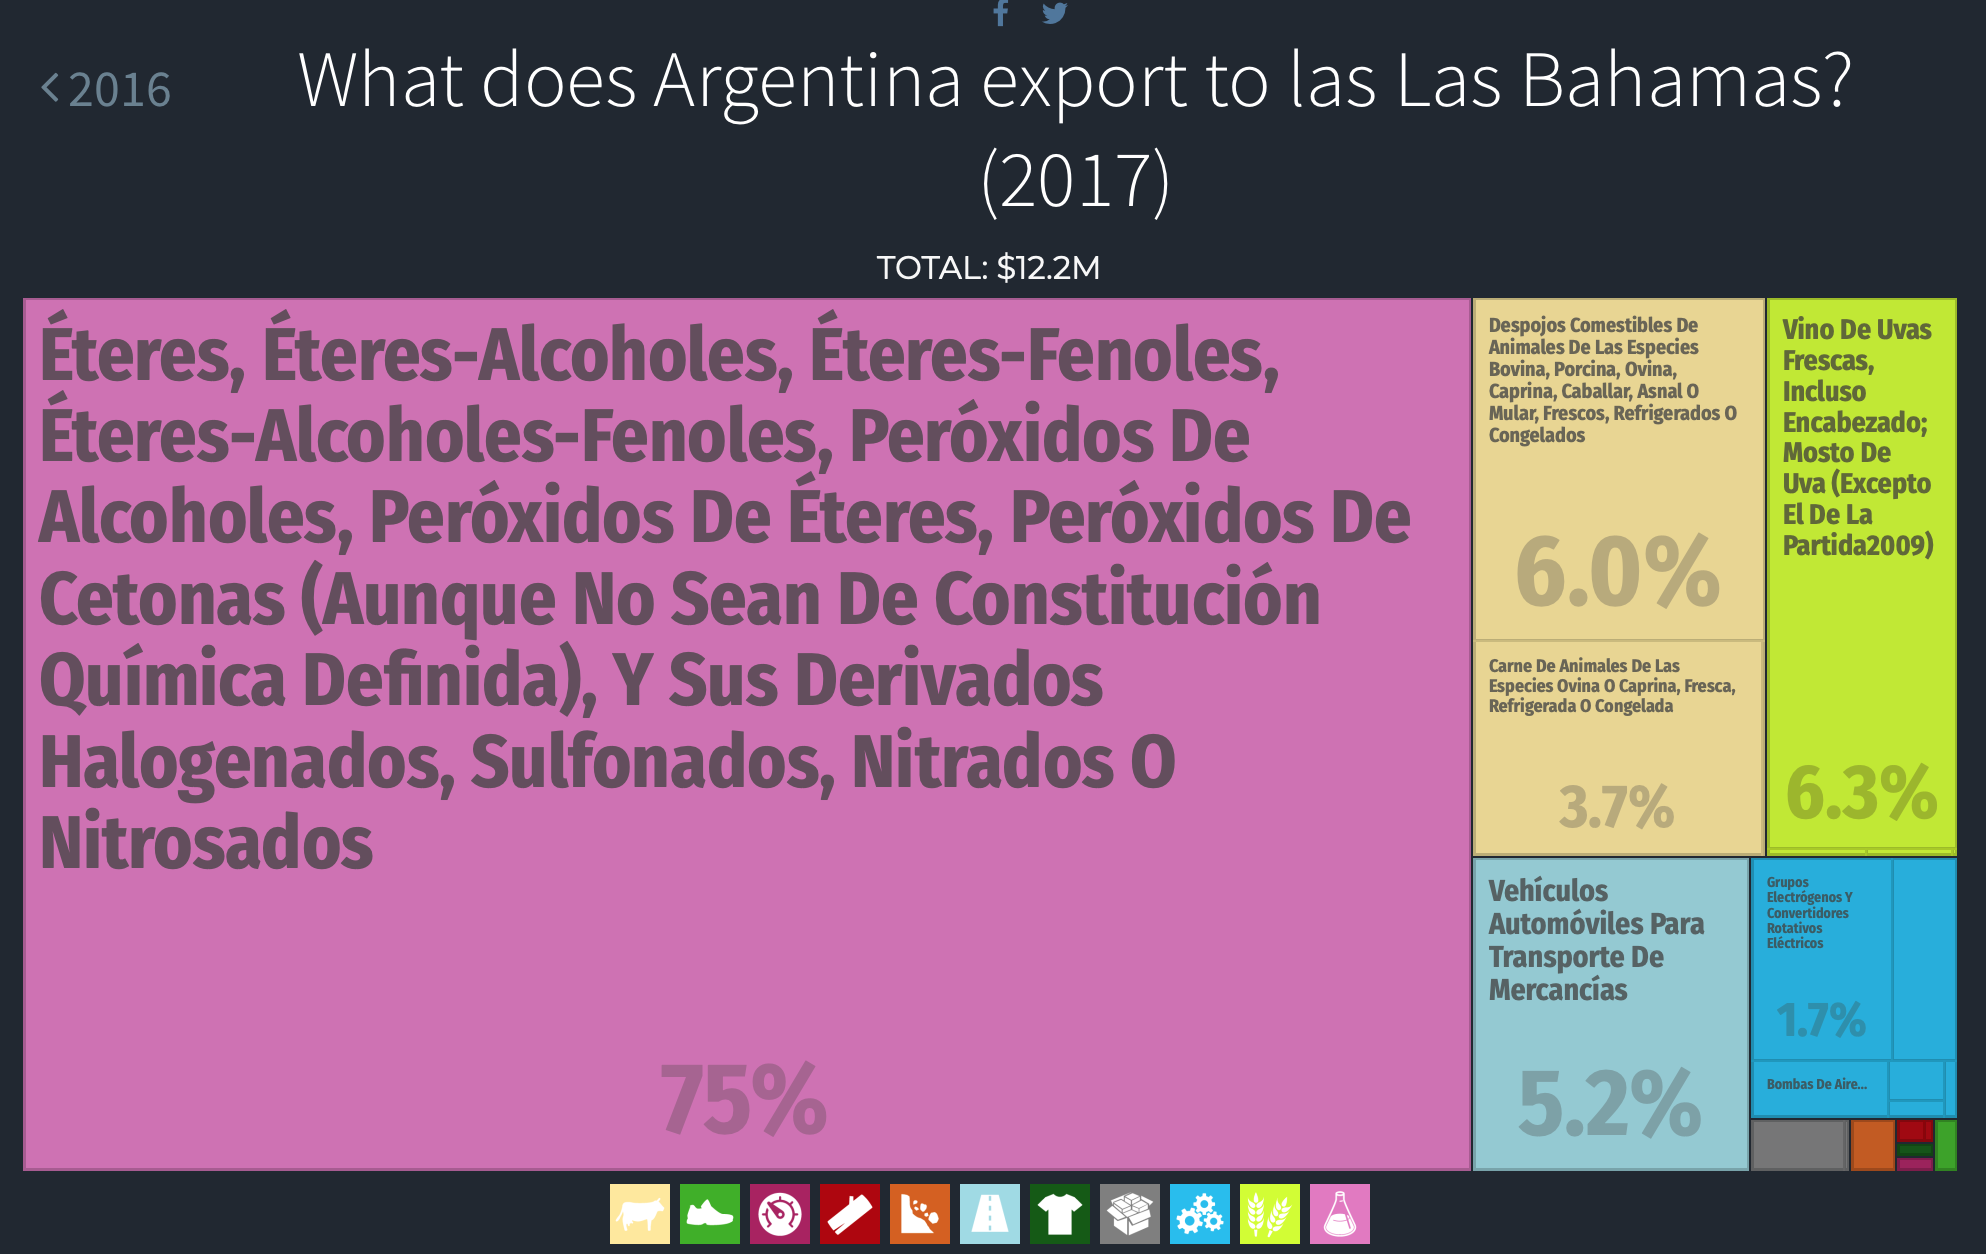 2016
What does Argentina export to las Las Bahamas?
(2017)
TOTAL: $12.2M
Éteres, Éteres-Alcoholes, Éteres-Fenoles,
Éteres-Alcoholes-Fenoles, Peróxidos De
Alcoholes, Peróxidos De Éteres, Peróxidos De
Cetonas (Aunque No Sean De Constitución
Química Definida), Y Sus Derivados
Halogenados, Sulfonados, Nitrados O
Nitrosados
75%
Despojos Comestibles De
Animales De Las Especies
Bovina, Porcina, Ovina,
Caprina, Caballar, Asnal O
Mular, Frescos, Refrigerados O
Congelados
6.0%
Carne De Animales De Las
Especies Ovina O Caprina, Fresca,
Refrigerada O Congelada
3.7%
Vino De Uvas
Frescas,
Incluso
Encabezado;
Mosto De
Uva (Excepto
El De La
Partida2009)
6.3%
Vehículos
Automóviles Para
Transporte De
Mercancías
5.2%
Grupos
Electrógenos Y
Convertidores
Rotativos
Eléctricos
1.7%
Bombas De Aire...